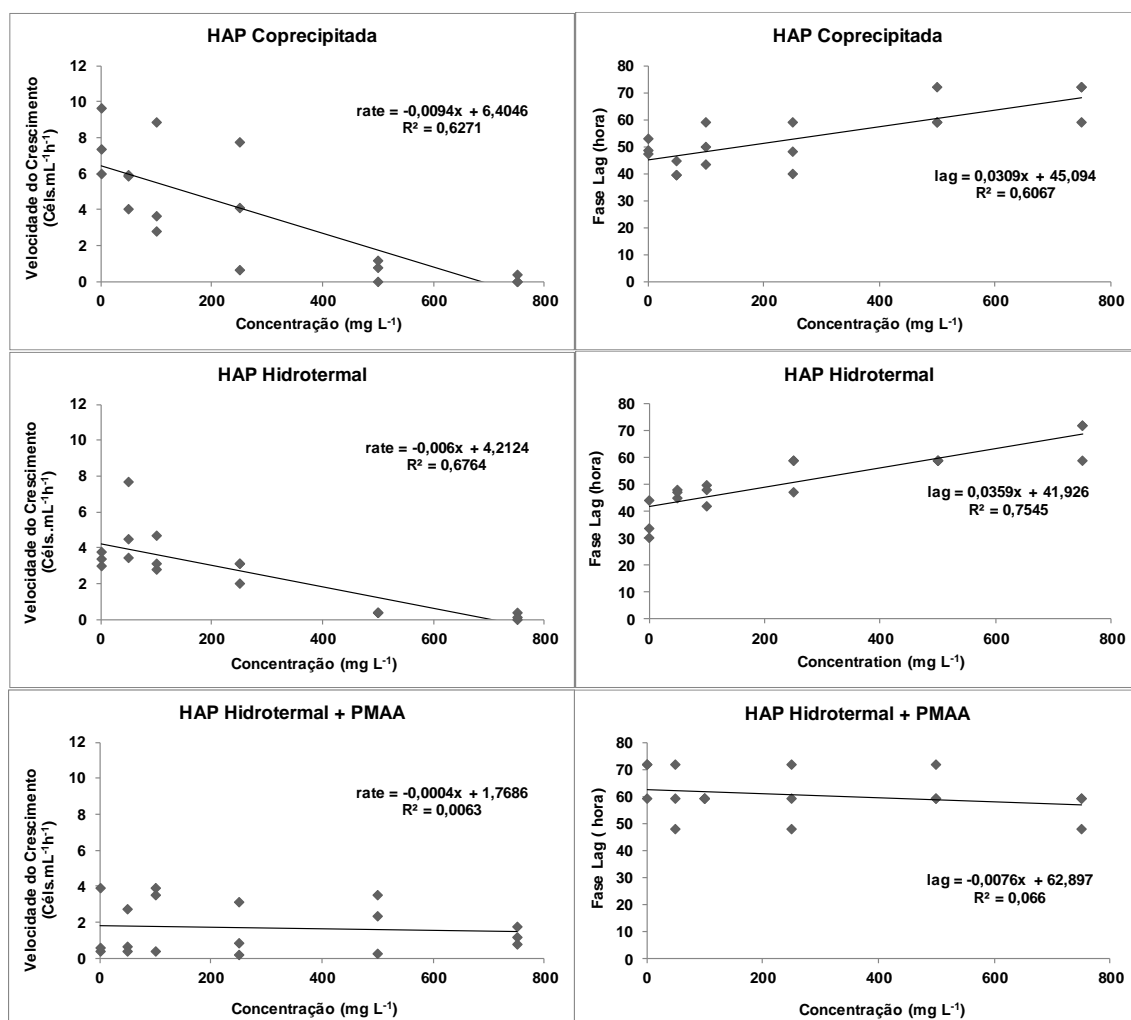 HAP Coprecipitada
Velocidade do Crescimento
(Céls.mL⁻¹h⁻¹)
12
10
8
6
4
2
0
rate = -0,0094x + 6,4046
R² = 0,6271
0 200 400 600 800
Concentração (mg L⁻¹)
HAP Coprecipitada
Fase Lag (hora)
80
70
60
50
40
30
20
10
0
lag = 0,0309x + 45,094
R² = 0,6067
0 200 400 600 800
Concentração (mg L⁻¹)
HAP Hidrotermal
Velocidade do Crescimento
(Céls..mL⁻¹h⁻¹)
12
10
8
6
4
2
0
rate = -0,006x + 4,2124
R² = 0,6764
0 200 400 600 800
Concentração (mg L⁻¹)
HAP Hidrotermal
Fase Lag (hora)
80
70
60
50
40
30
20
10
0
lag = 0,0359x + 41,926
R² = 0,7545
0 200 400 600 800
Concentration (mg L⁻¹)
HAP Hidrotermal + PMAA
Velocidade do Crescimento
(Céls.mL⁻¹h⁻¹)
12
10
8
6
4
2
0
rate = -0,0004x + 1,7686
R² = 0,0063
0 200 400 600 800
Concentração (mg L⁻¹)
HAP Hidrotermal + PMAA
Fase Lag ( hora)
80
70
60
50
40
30
20
10
0
lag = -0,0076x + 62,897
R² = 0,066
0 200 400 600 800
Concentração (mg L⁻¹)